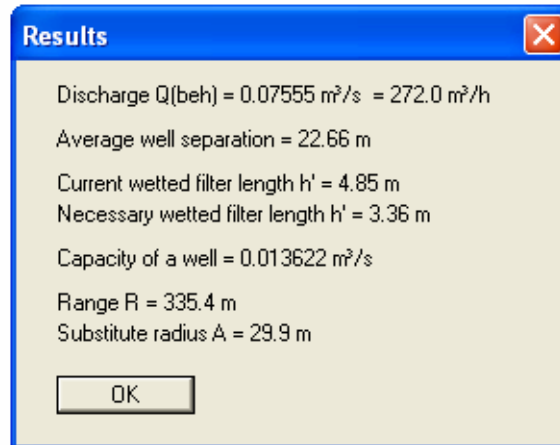 Results
Discharge Q(beh) = 0.07555 m³/s = 272.0 m³/h
Average well separation = 22.66 m
Current wetted filter length h' = 4.85 m
Necessary wetted filter length h' = 3.36 m
Capacity of a well = 0.013622 m³/s
Range R = 335.4 m
Substitute radius A = 29.9 m
OK